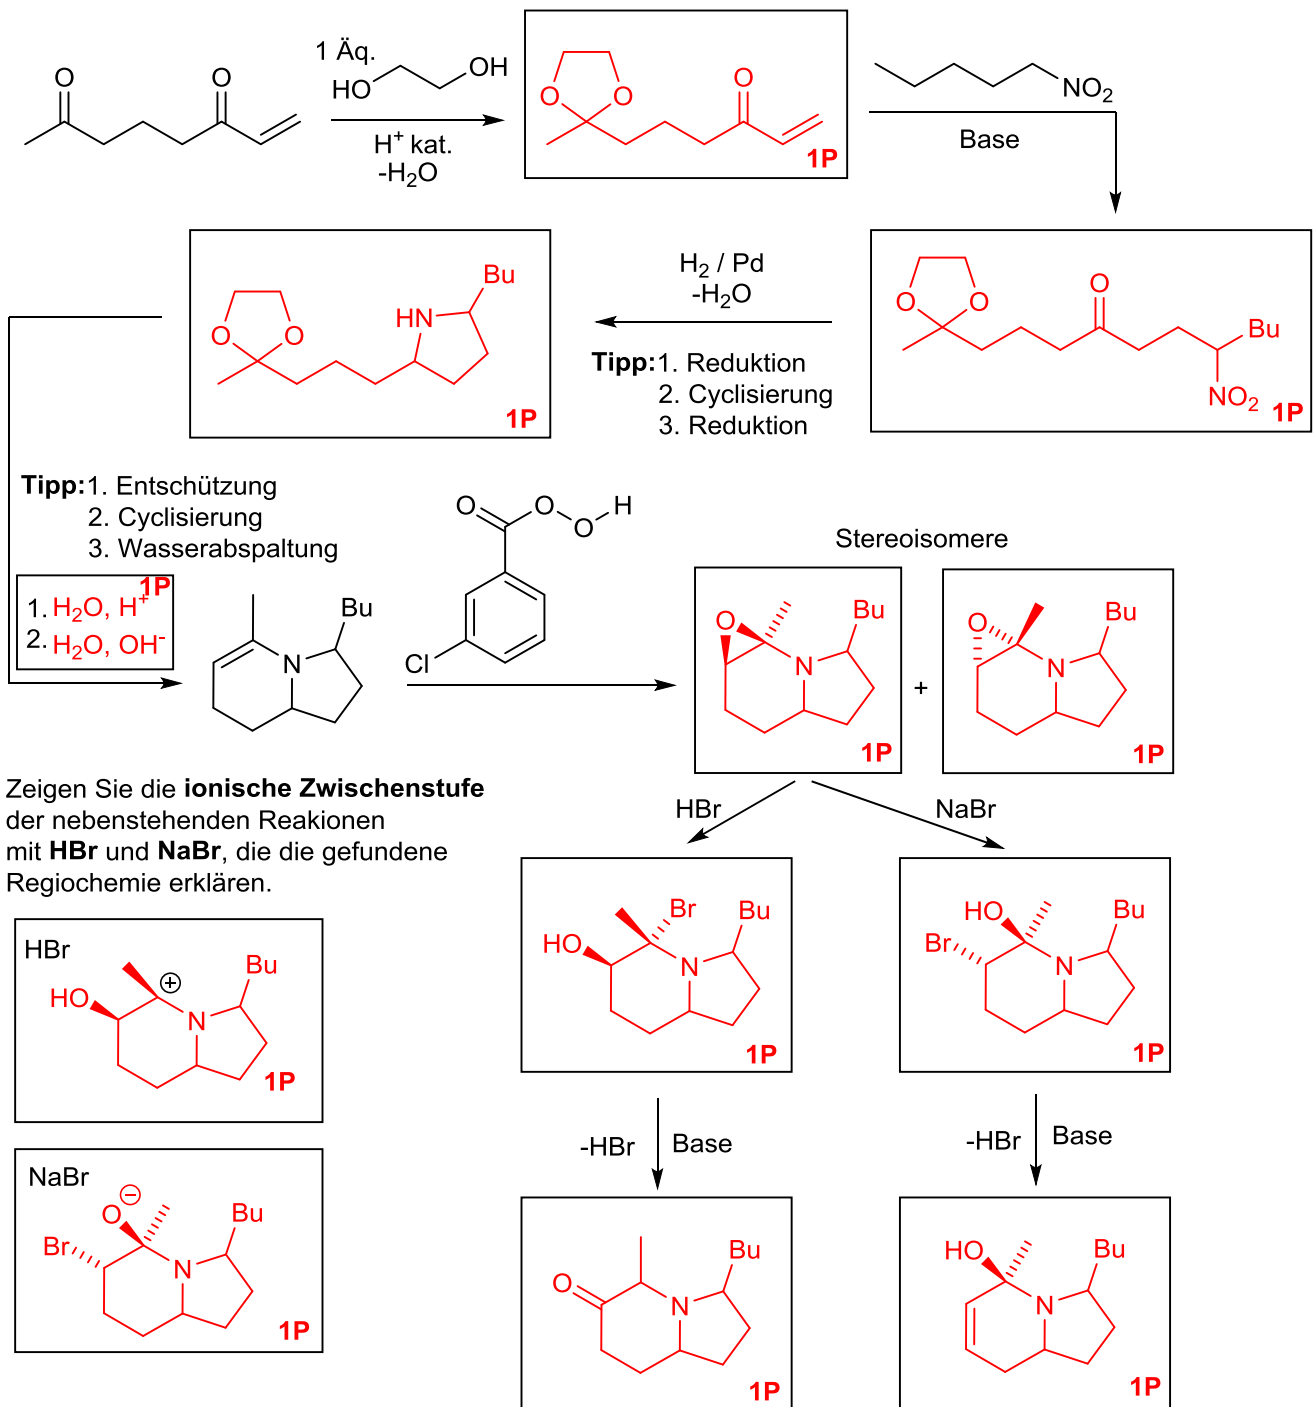 O
O
1 Äq.
HO
OH
H+ kat.
-H2O
O
O
O
1P
NO2
Base
O
O
HN
Bu
1P
H2 / Pd
-H2O
Tipp: 1. Reduktion
2. Cyclisierung
3. Reduktion
O
O
O
Bu
NO2
1P
Tipp: 1. Entschützung
2. Cyclisierung
3. Wasserabspaltung
1P
1. H2O, H+
2. H2O, OH-
Bu
N
O
O
O
H
Cl
Stereoisomere
O
Bu
N
1P
+
O
Bu
N
1P
Zeigen Sie die ionische Zwischenstufe
der nebenstehenden Reakionen
mit HBr und NaBr, die die gefundene
Regiochemie erklären.
HBr
NaBr
HBr
+
HO
Bu
N
1P
Br
HO
Bu
N
1P
HO
Br
Bu
N
1P
NaBr
−
O
Br
Bu
N
1P
-HBr
Base
-HBr
Base
O
Bu
N
1P
HO
Bu
N
1P